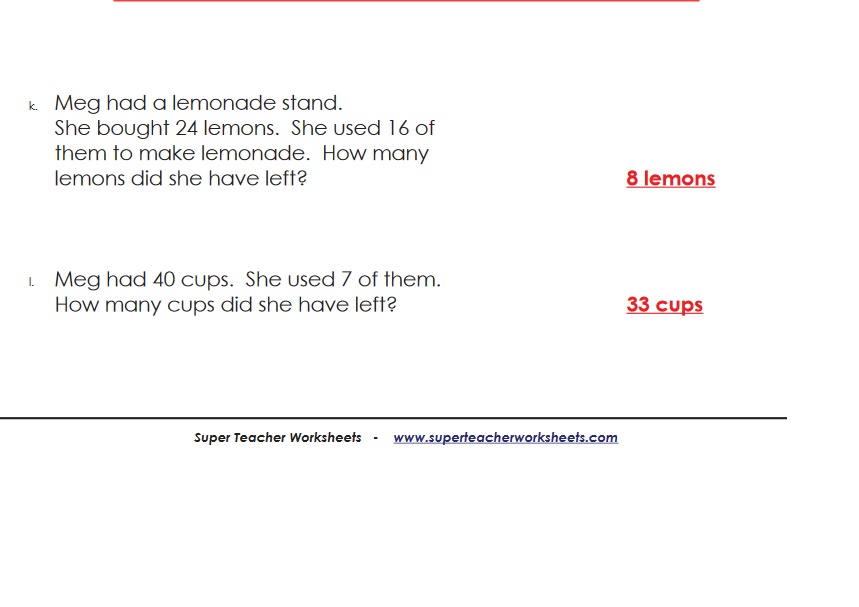 k. Meg had a lemonade stand.
She bought 24 lemons.  She used 16 of
them to make lemonade.  How many
lemons did she have left?
8 lemons
l. Meg had 40 cups.  She used 7 of them.
How many cups did she have left?
33 cups
Super Teacher Worksheets  -  www.superteacherworksheets.com